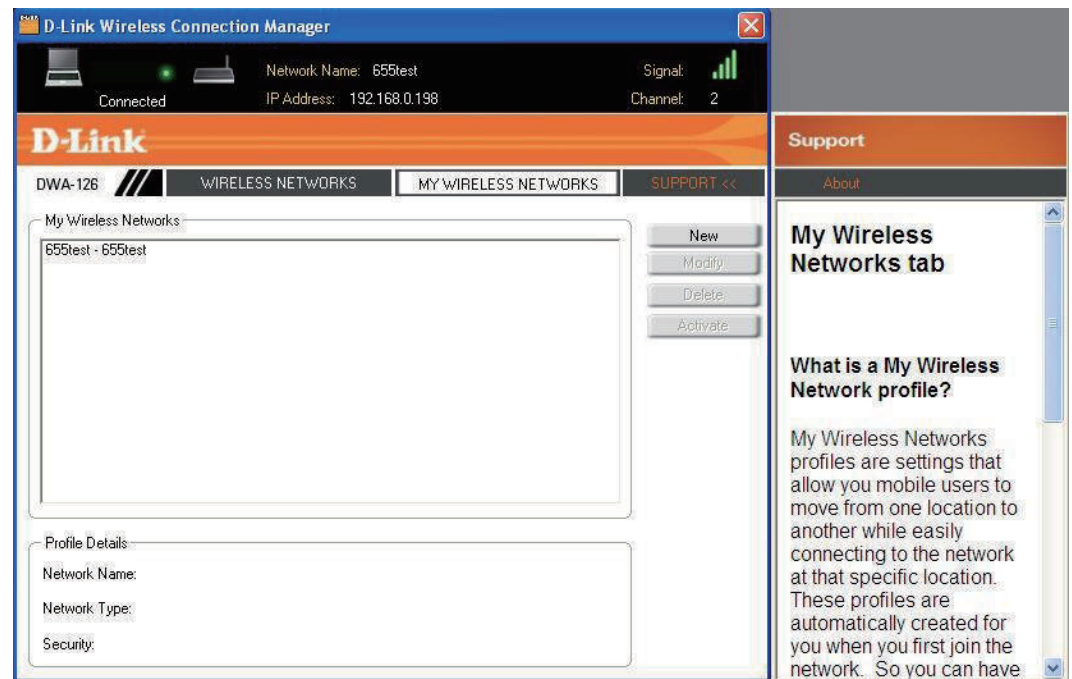 D-Link Wireless Connection Manager
Network Name: 655test
Signal:
Connected
IP Address: 192.168.0.198
Channel: 2
D-Link
DWA-126
WIRELESS NETWORKS
MY WIRELESS NETWORKS
SUPPORT <<
My Wireless Networks
655test - 655test
New
Modify
Delete
Activate
Profile Details
Network Name:
Network Type:
Security:
Support
About
My Wireless
Networks tab
What is a My Wireless
Network profile?
My Wireless Networks
profiles are settings that
allow you mobile users to
move from one location to
another while easily
connecting to the network
at that specific location.
These profiles are
automatically created for
you when you first join the
network. So you can have